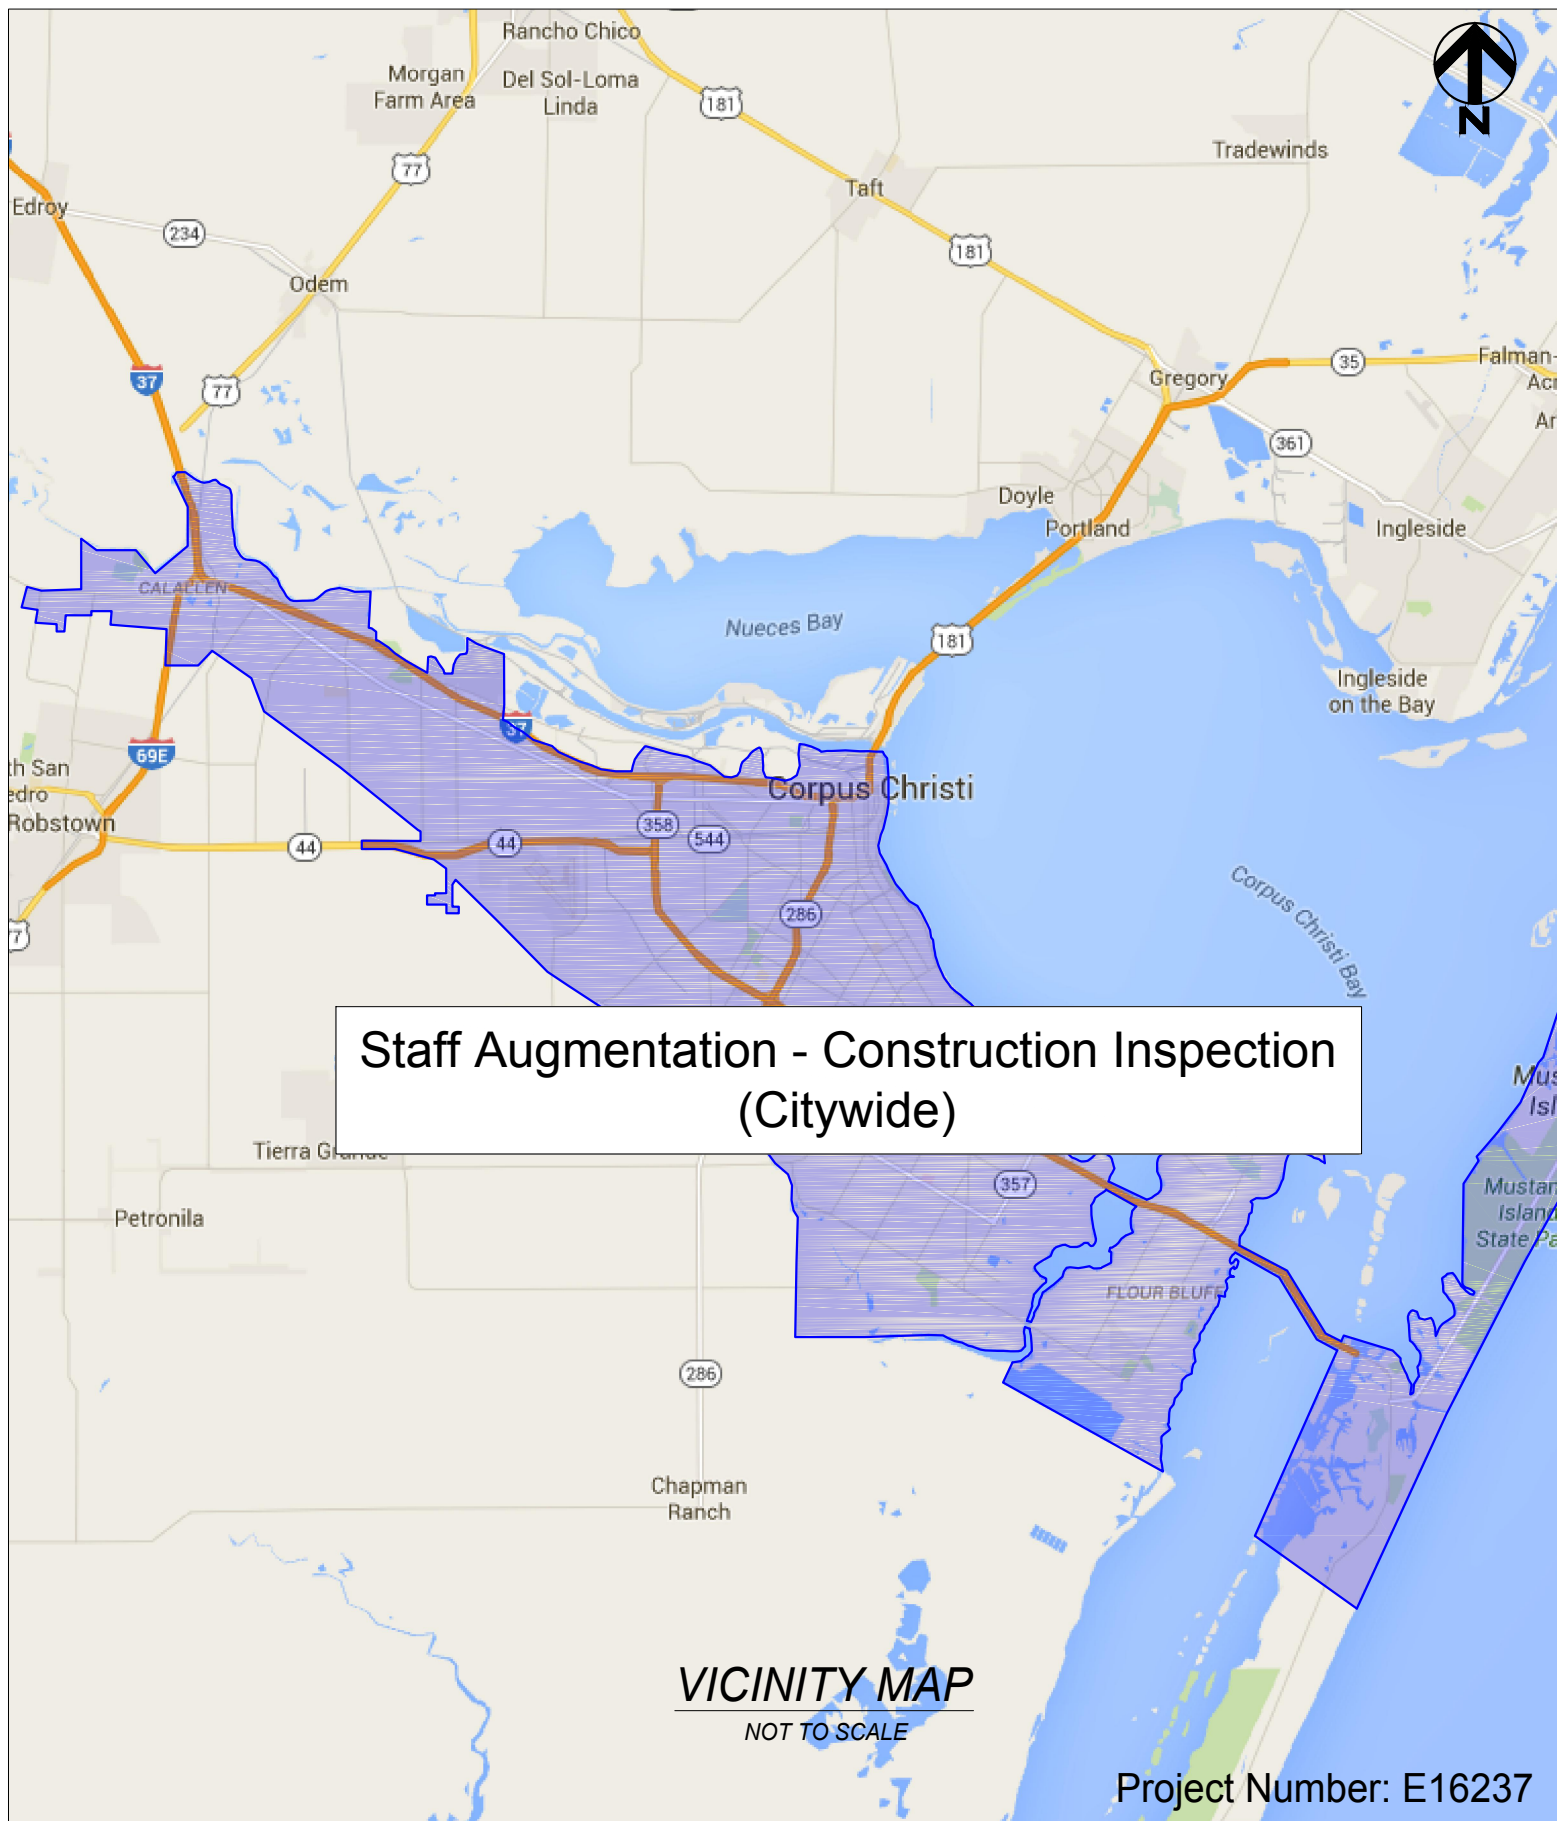 Rancho Chico
Morgan
Farm Area
Del Sol-Loma
Linda
181
N
Tradewinds
77
Taft
Edroy
234
181
Odem
37
77
Gregory
35
Falman-
361
Doyle
Portland
Ingleside
CALALLEN
Nueces Bay
181
Ingleside
on the Bay
37
69E
Corpus Christi
Robstown
358
544
44
44
286
Corpus Christi Bay
Staff Augmentation - Construction Inspection
(Citywide)
Tierra Grande
357
Petronila
FLOUR BLUFF
286
Chapman
Ranch
VICINITY MAP
NOT TO SCALE
Project Number: E16237